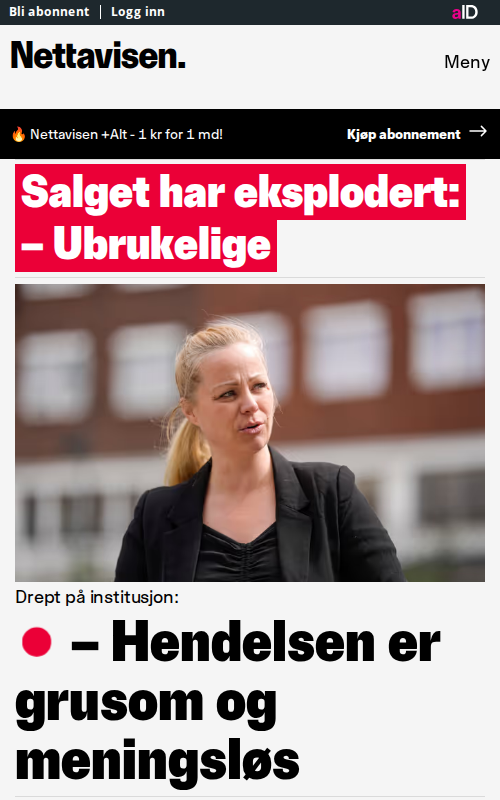 Bli abonnent | Logg inn aID
Nettavisen.
Meny
🔥 Nettavisen +Alt - 1 kr for 1 md! Kjøp abonnement →
Salget har eksplodert:
– Ubrukelige
Drept på institusjon:
– Hendelsen er
grusom og
meningsløs